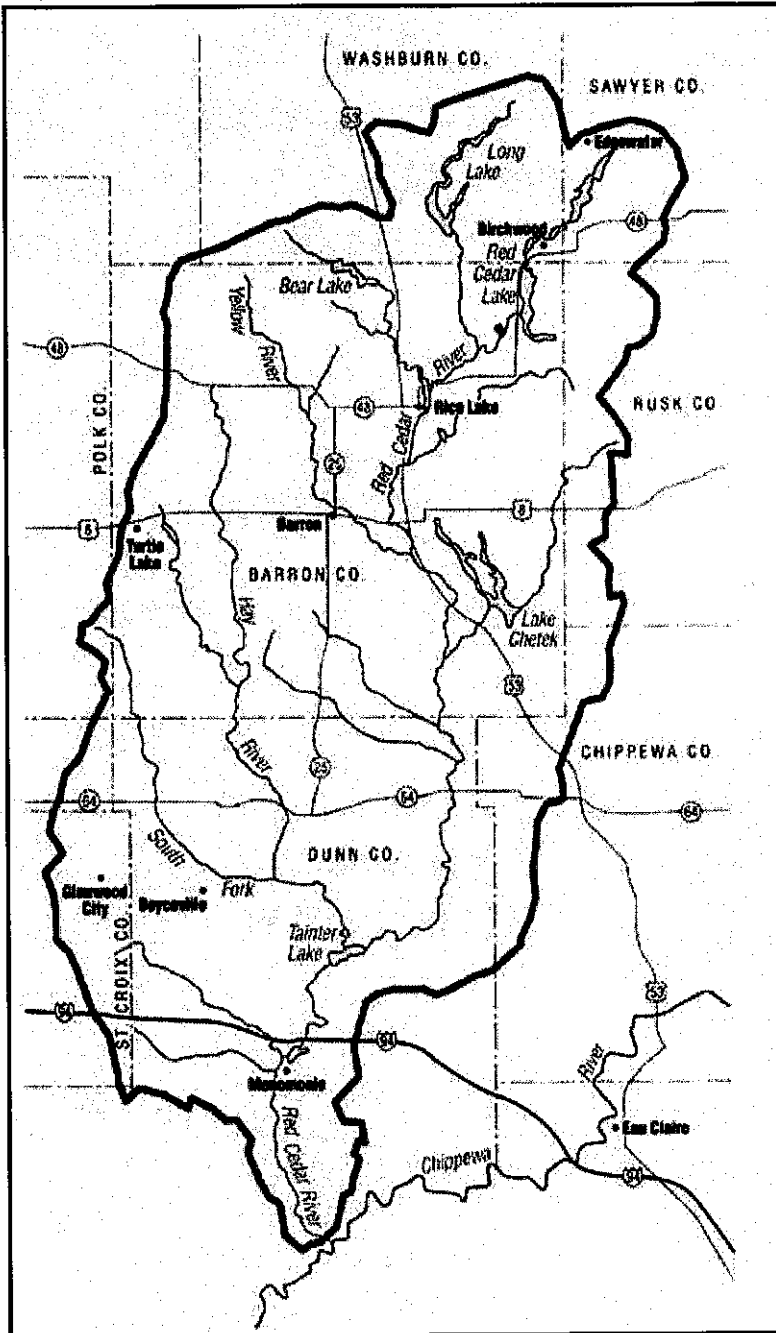 WASHBURN CO.
SAWYER CO.
53
Edgewater
Long
Lake
Birchwood
48
Red
Cedar
Lake
Bear Lake
Yellow
River
48
River
POLK CO.
48
Rice Lake
RUSK CO
Red Cedar
25
8
8
Turtle
Lake
Barron
BARRON CO.
Hay
Lake
Chetek
53
River
CHIPPEWA CO
25
64
64
64
South
Fork
DUNN CO.
Glenwood
City
Boyceville
Tainter
Lake
ST. CROIX CO.
53
94
94
River
Menomonie
Red Cedar River
Eau Claire
Chippewa
94